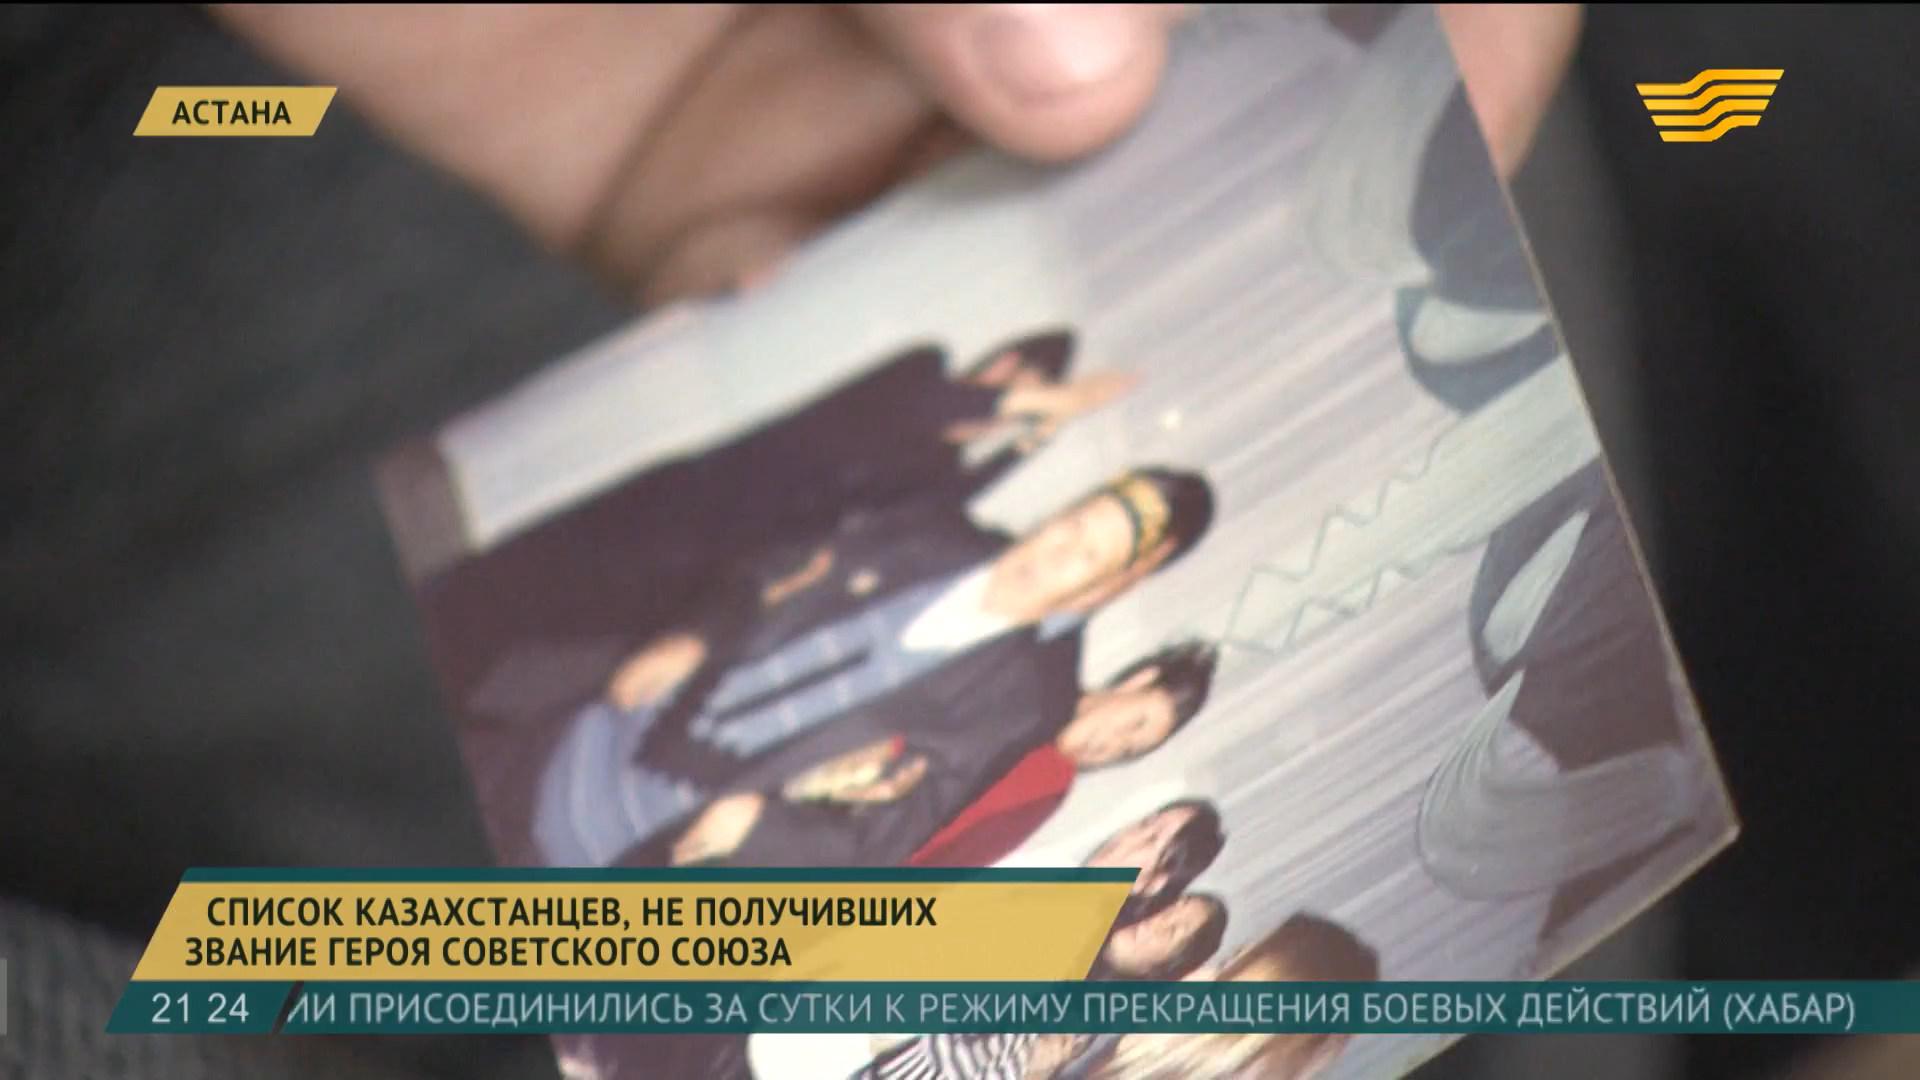 АСТАНА
СПИСОК КАЗАХСТАНЦЕВ, НЕ ПОЛУЧИВШИХ
ЗВАНИЕ ГЕРОЯ СОВЕТСКОГО СОЮЗА
21 24 ИИ ПРИСОЕДИНИЛИСЬ ЗА СУТКИ К РЕЖИМУ ПРЕКРАЩЕНИЯ БОЕВЫХ ДЕЙСТВИЙ (ХАБАР)